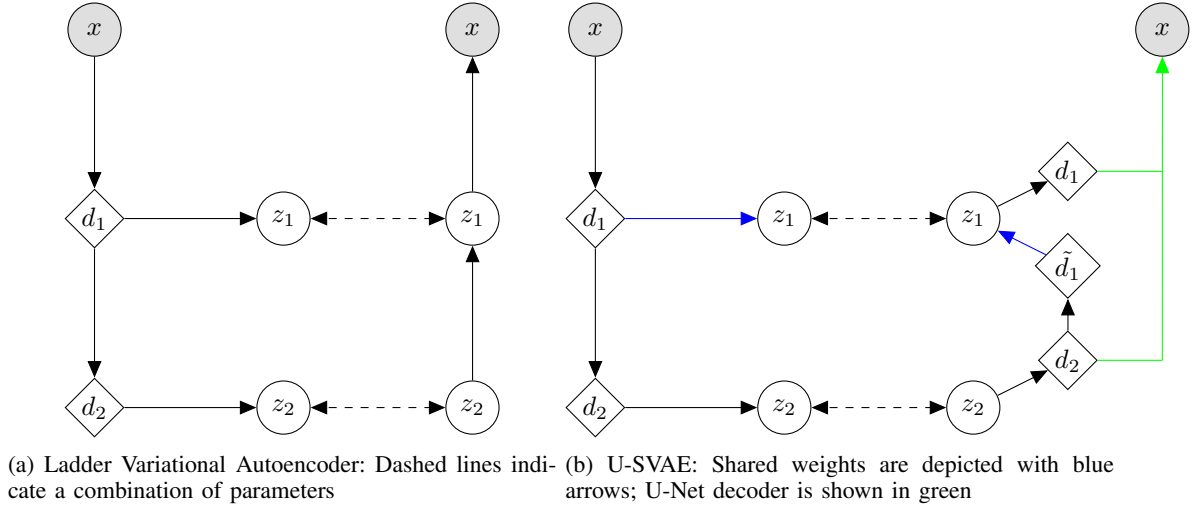 x x x x
d₁ z₁ z₁ d₁ z₁ z₁ d₁
d̃₁
d₂ z₂ z₂ d₂ z₂ z₂ d₂
(a) Ladder Variational Autoencoder: Dashed lines indi-
cate a combination of parameters
(b) U-SVAE: Shared weights are depicted with blue
arrows; U-Net decoder is shown in green